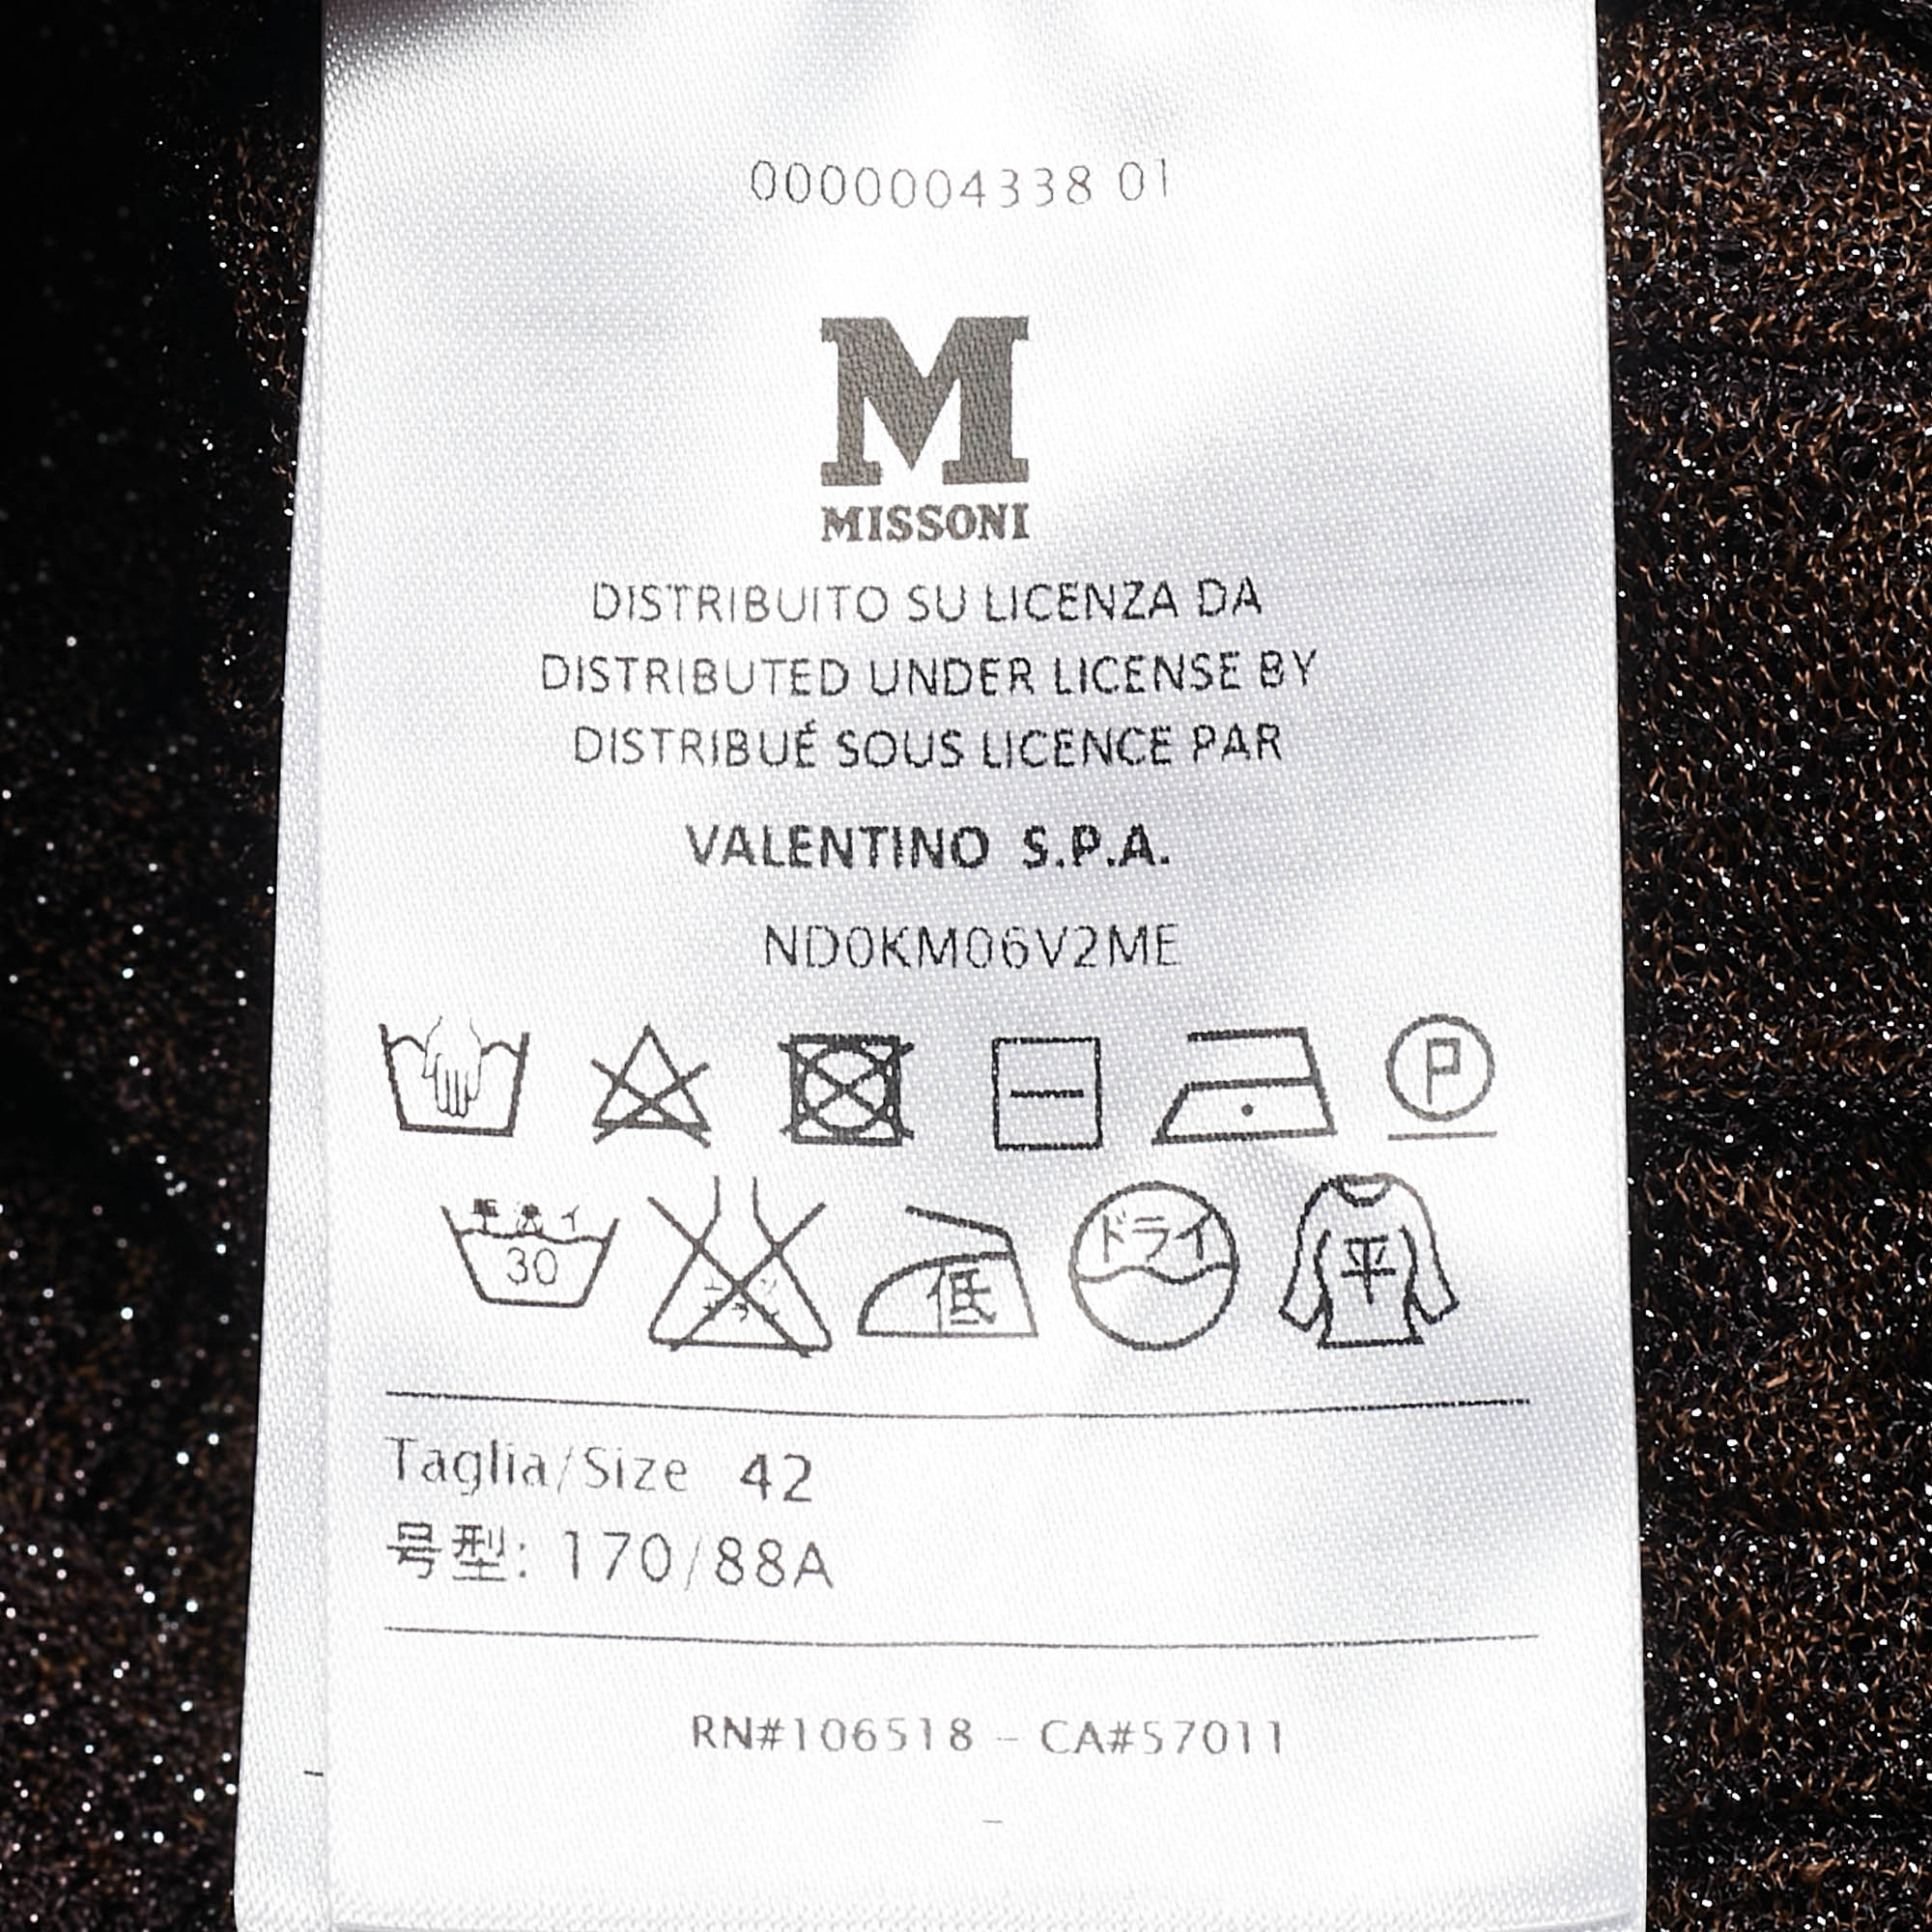 0000004338 01
M
MISSONI
DISTRIBUITO SU LICENZA DA
DISTRIBUTED UNDER LICENSE BY
DISTRIBUÉ SOUS LICENCE PAR
VALENTINO S.P.A.
ND0KM06V2ME
P
30
低
ドライ
平
Taglia/Size 42
号型: 170/88A
RN#106518 - CA#57011